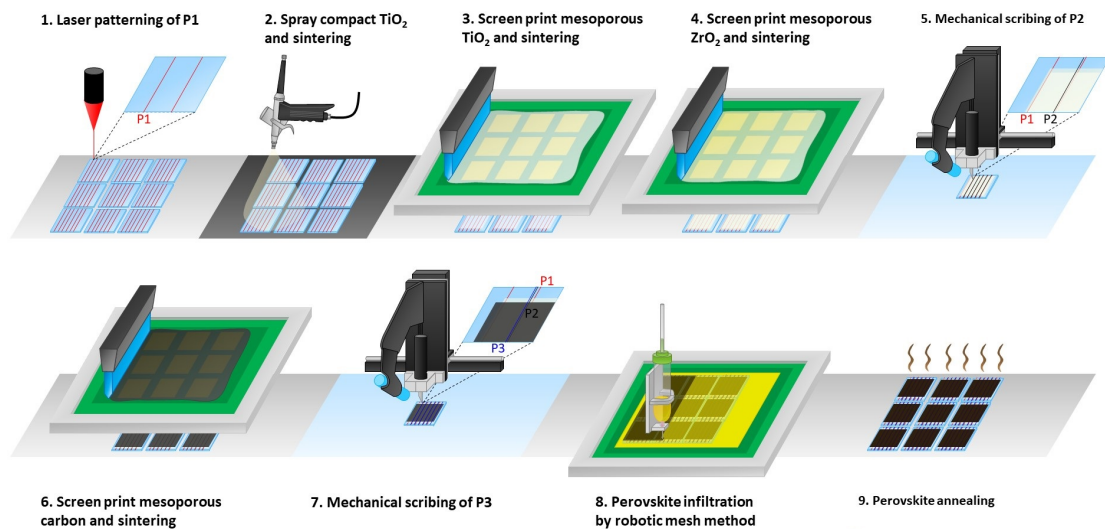 1. Laser patterning of P1
2. Spray compact TiO₂
and sintering
3. Screen print mesoporous
TiO₂ and sintering
4. Screen print mesoporous
ZrO₂ and sintering
5. Mechanical scribing of P2
P1
P1
P2
P1
P2
P3
6. Screen print mesoporous
carbon and sintering
7. Mechanical scribing of P3
8. Perovskite infiltration
by robotic mesh method
9. Perovskite annealing